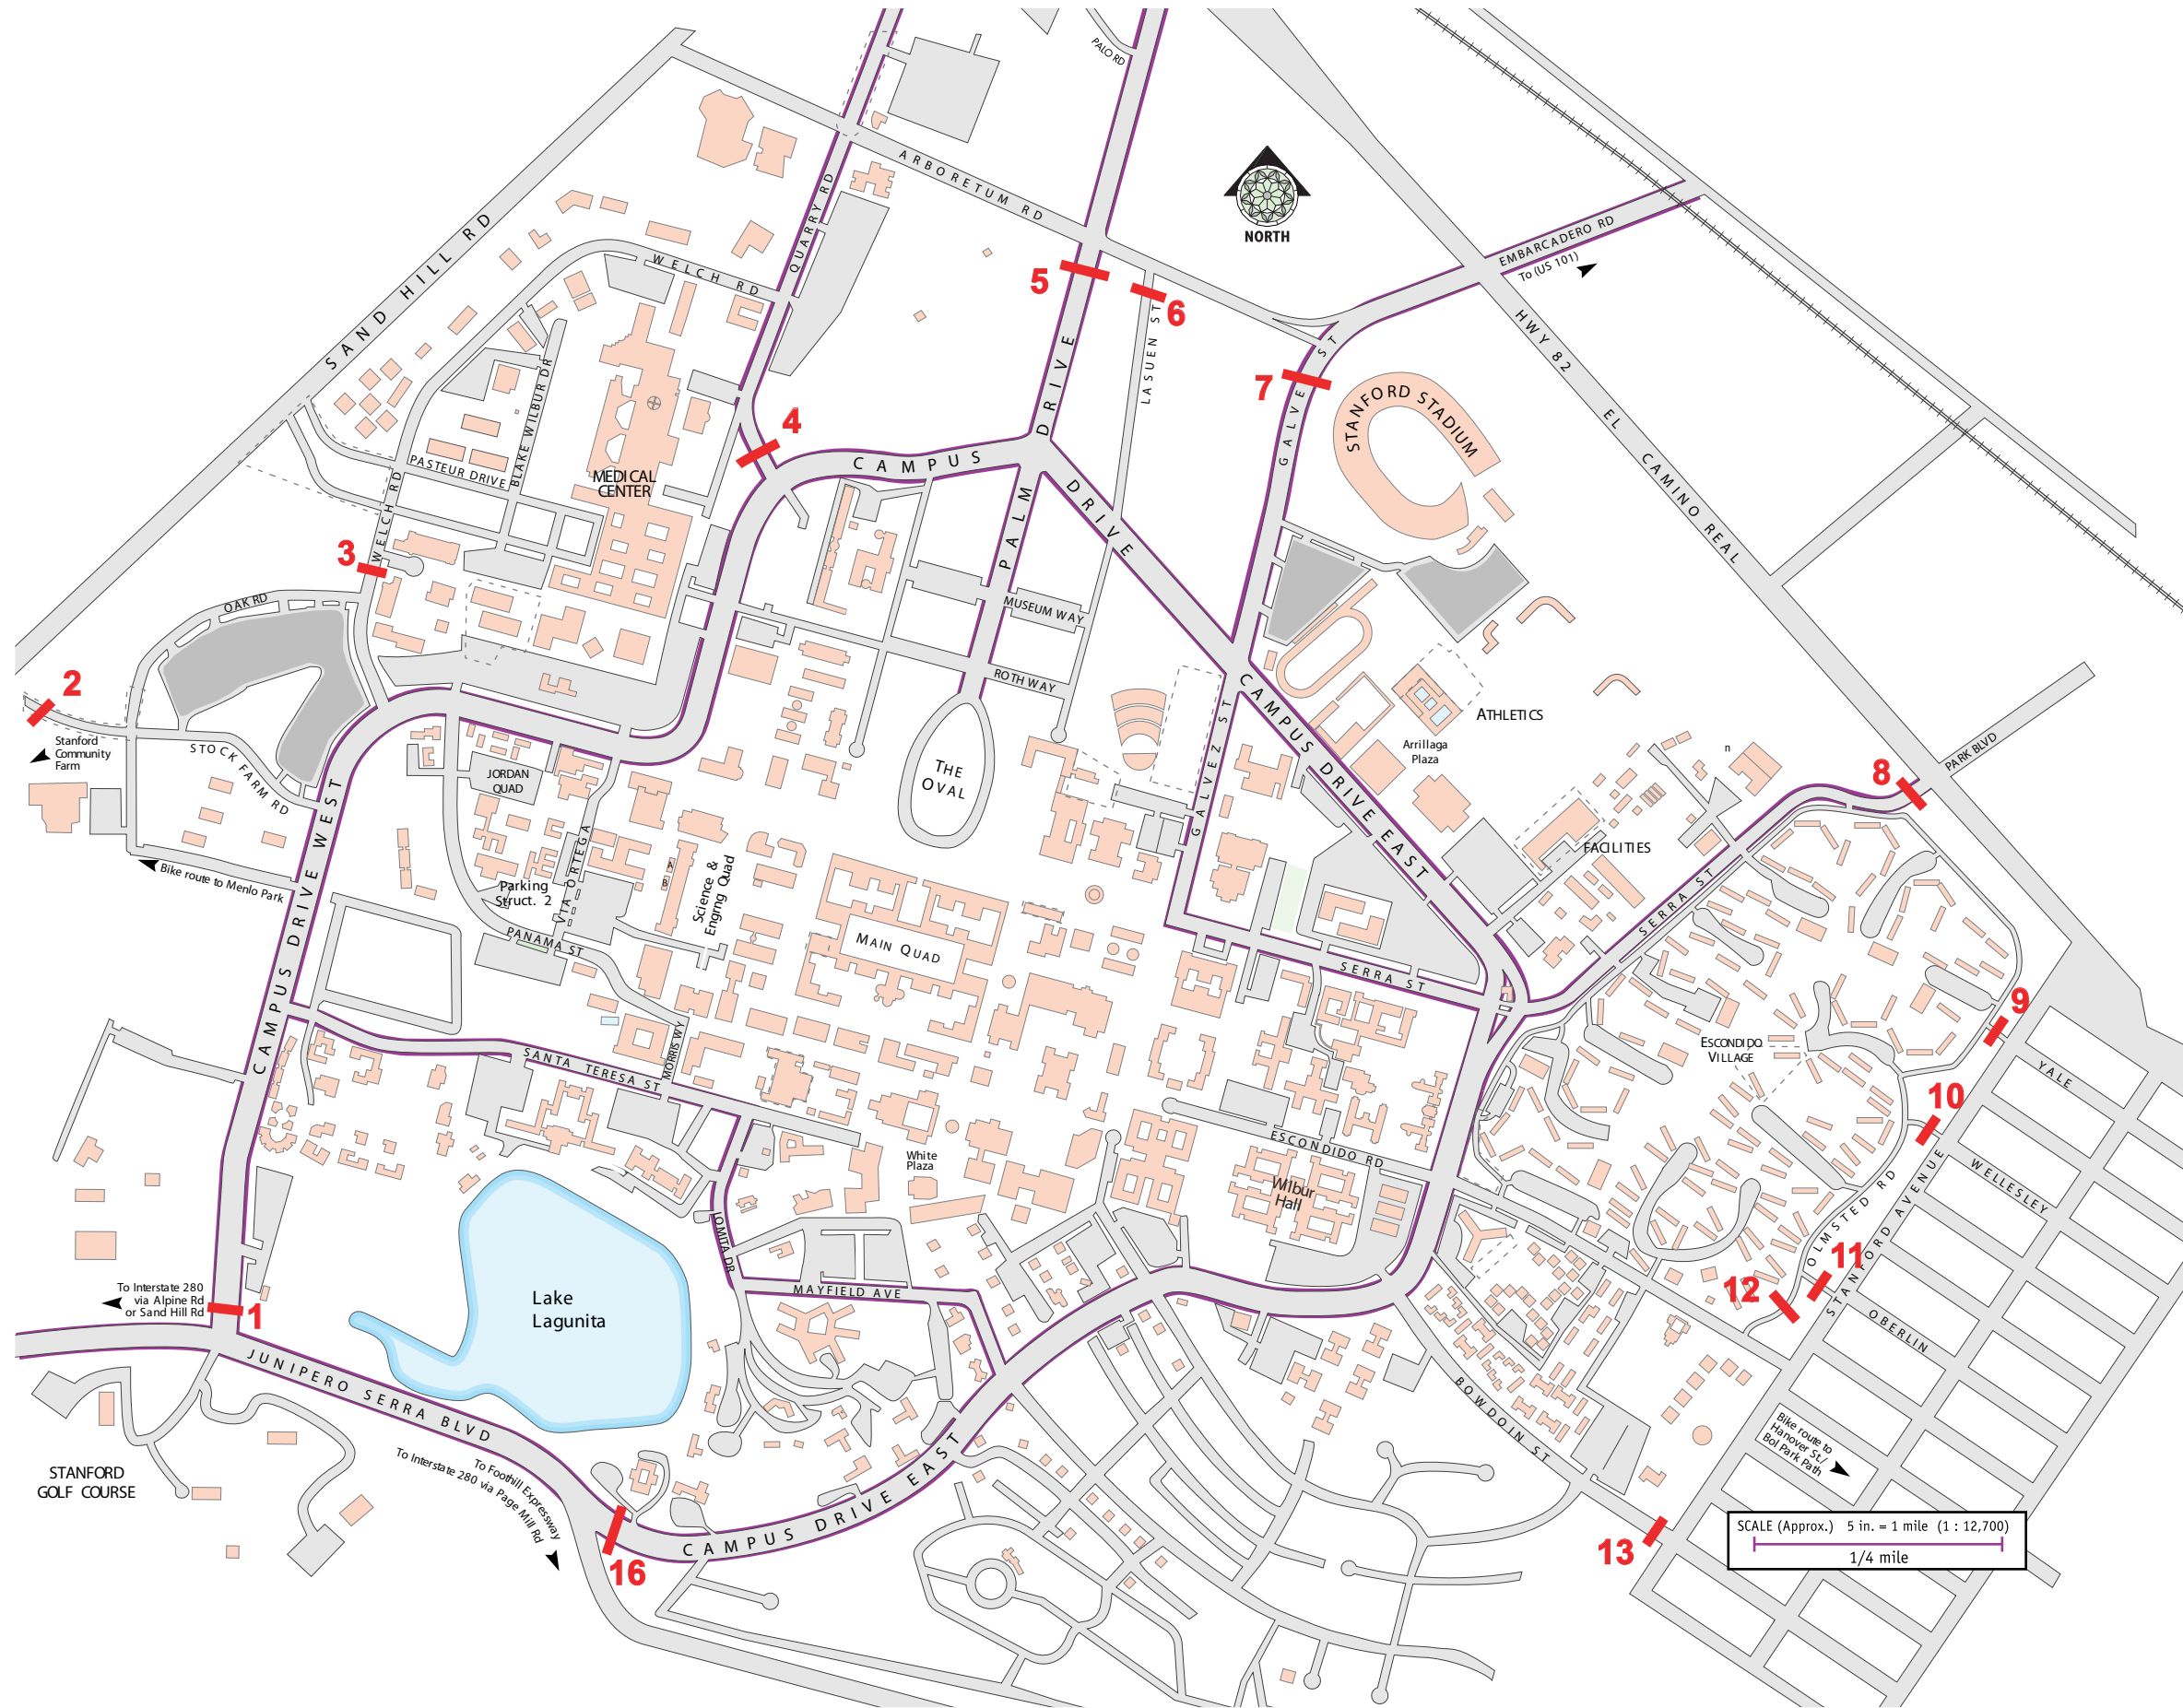 PALO RD
ARBORETUM RD
QUARRY RD
SAND HILL RD
WELCH RD
NORTH
EMBARCADERO RD
To (US 101)
HWY 82
EL CAMINO REAL
5
6
LASUEN ST
7
GALVEZ ST
STANFORD STADIUM
BLAKE WILBUR DR
PASTEUR DRIVE
MEDICAL
CENTER
4
CAMPUS DRIVE
PALM DRIVE
WELCH RD
3
OAK RD
MUSEUM WAY
ROTH WAY
2
Stanford
Community
Farm
STOCK FARM RD
Bike route to Menlo Park
CAMPUS DRIVE WEST
JORDAN
QUAD
VIA ORTEGA
Parking
Struct. 2
PANAMA ST
A
B
Science &
Engrng Quad
THE
OVAL
MAIN QUAD
GALVEZ ST
CAMPUS DRIVE EAST
ATHLETICS
Arrillaga
Plaza
n
FACILITIES
8
PARK BLVD
SERRA ST
SERRA ST
ESCONDIDO
VILLAGE
9
YALE
10
WELLESLEY
STANFORD AVENUE
OLMSTED RD
11
12
OBERLIN
SANTA TERESA ST
MORRIS WY
White
Plaza
ESCONDIDO RD
Wilbur
Hall
LOMITA DR
MAYFIELD AVE
Lake
Lagunita
To Interstate 280
via Alpine Rd
or Sand Hill Rd
1
JUNIPERO SERRA BLVD
STANFORD
GOLF COURSE
To Foothill Expressway
To Interstate 280 via Page Mill Rd
16
CAMPUS DRIVE EAST
BOWDOIN ST
Bike route to
Hanover St./
Bol Park Path
13
SCALE (Approx.) 5 in. = 1 mile (1 : 12,700)
1/4 mile